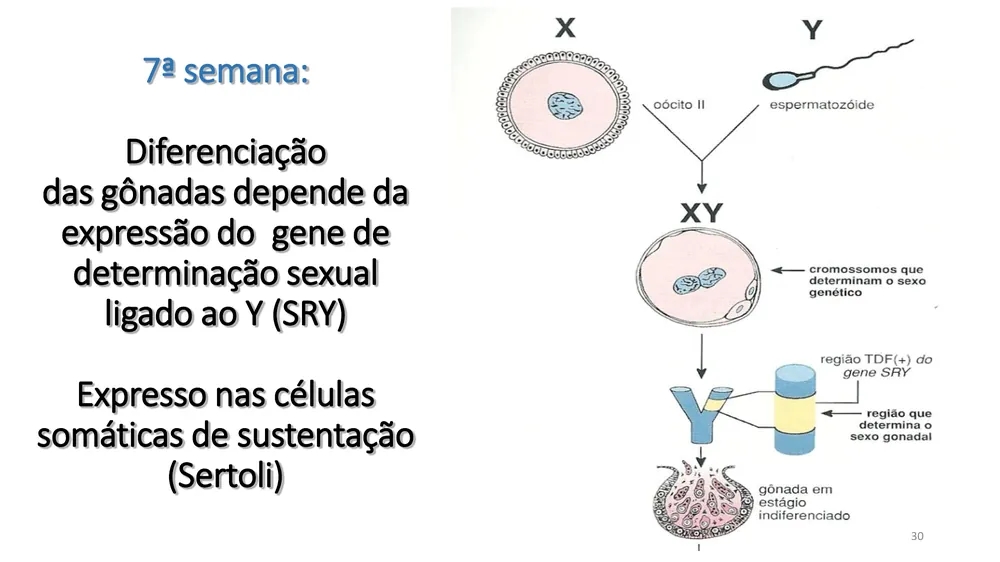 7ª semana:
Diferenciação
das gônadas depende da
expressão do gene de
determinação sexual
ligado ao Y (SRY)
Expresso nas células
somáticas de sustentação
(Sertoli)
X
Y
oócito II
espermatozóide
XY
cromossomos que
determinam o sexo
genético
região TDF(+) do
gene SRY
Y
região que
determina o
sexo gonadal
gônada em
estágio
indiferenciado
30